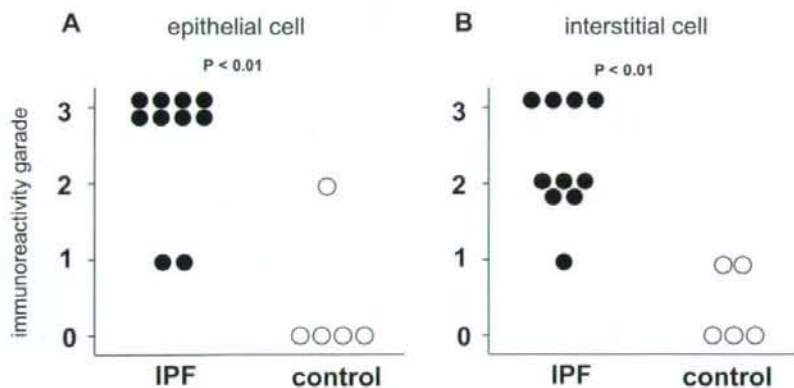 A epithelial cell
P < 0.01
immunoreactivity garade
3
2
1
0
IPF control
B interstitial cell
P < 0.01
3
2
1
0
IPF control